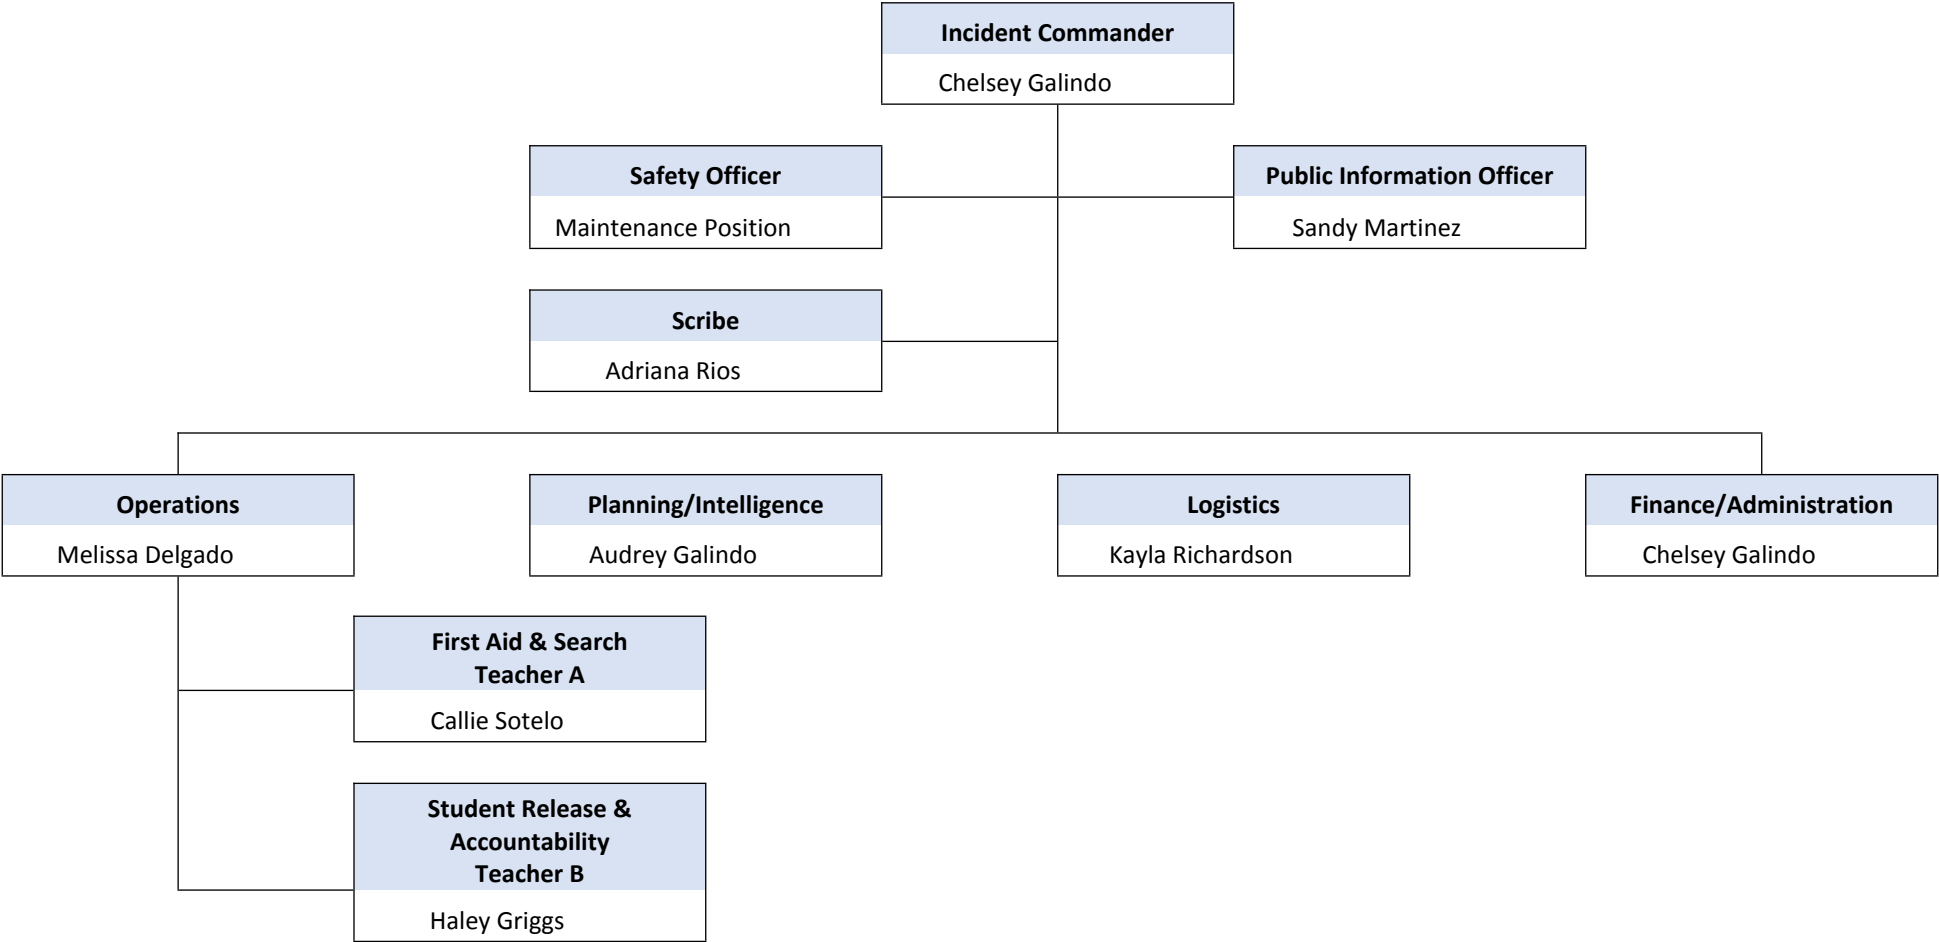 Incident Commander
Chelsey Galindo
Safety Officer
Maintenance Position
Public Information Officer
Sandy Martinez
Scribe
Adriana Rios
Operations
Melissa Delgado
Planning/Intelligence
Audrey Galindo
Logistics
Kayla Richardson
Finance/Administration
Chelsey Galindo
First Aid & Search
Teacher A
Callie Sotelo
Student Release &
Accountability
Teacher B
Haley Griggs